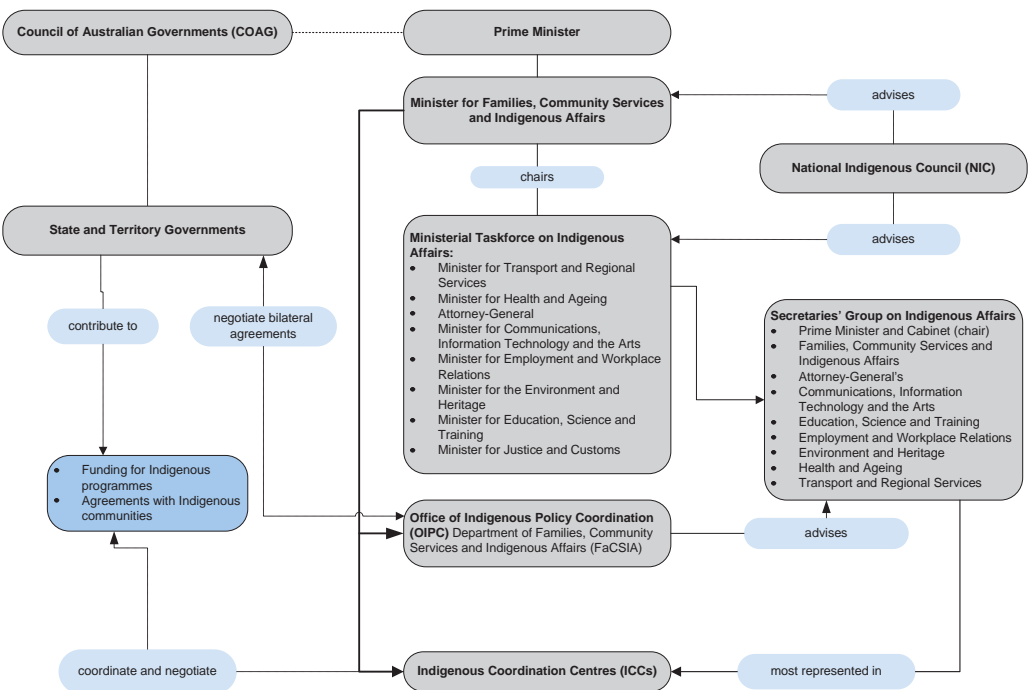 Council of Australian Governments (COAG)
Prime Minister
Minister for Families, Community Services
and Indigenous Affairs
advises
National Indigenous Council (NIC)
chairs
State and Territory Governments
advises
Ministerial Taskforce on Indigenous
Affairs:
• Minister for Transport and Regional
Services
• Minister for Health and Ageing
• Attorney-General
• Minister for Communications,
Information Technology and the Arts
• Minister for Employment and Workplace
Relations
• Minister for the Environment and
Heritage
• Minister for Education, Science and
Training
• Minister for Justice and Customs
contribute to
negotiate bilateral
agreements
Secretaries' Group on Indigenous Affairs
• Prime Minister and Cabinet (chair)
• Families, Community Services and
Indigenous Affairs
• Attorney-General's
• Communications, Information
Technology and the Arts
• Education, Science and Training
• Employment and Workplace Relations
• Environment and Heritage
• Health and Ageing
• Transport and Regional Services
• Funding for Indigenous
programmes
• Agreements with Indigenous
communities
Office of Indigenous Policy Coordination
(OIPC) Department of Families, Community
Services and Indigenous Affairs (FaCSIA)
advises
coordinate and negotiate
Indigenous Coordination Centres (ICCs)
most represented in